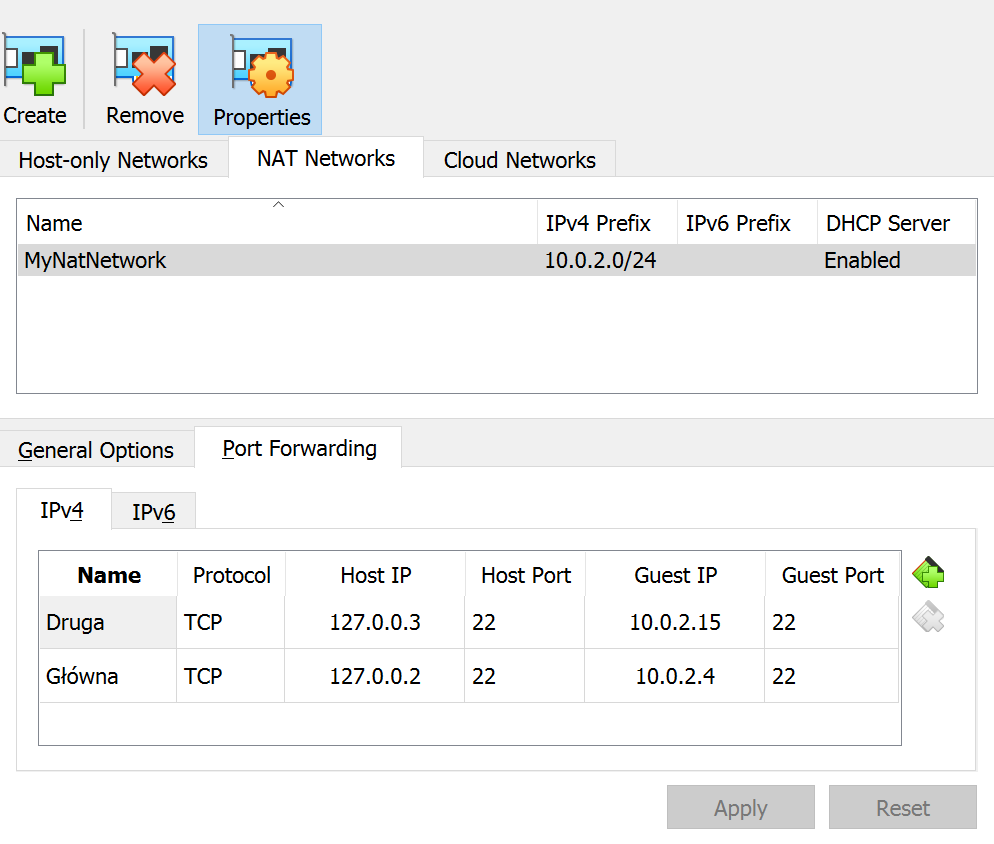 Create Remove Properties
Host-only Networks NAT Networks Cloud Networks
Name IPv4 Prefix IPv6 Prefix DHCP Server
MyNatNetwork 10.0.2.0/24 Enabled
General Options Port Forwarding
IPv4 IPv6
Name Protocol Host IP Host Port Guest IP Guest Port
Druga TCP 127.0.0.3 22 10.0.2.15 22
Główna TCP 127.0.0.2 22 10.0.2.4 22
Apply Reset